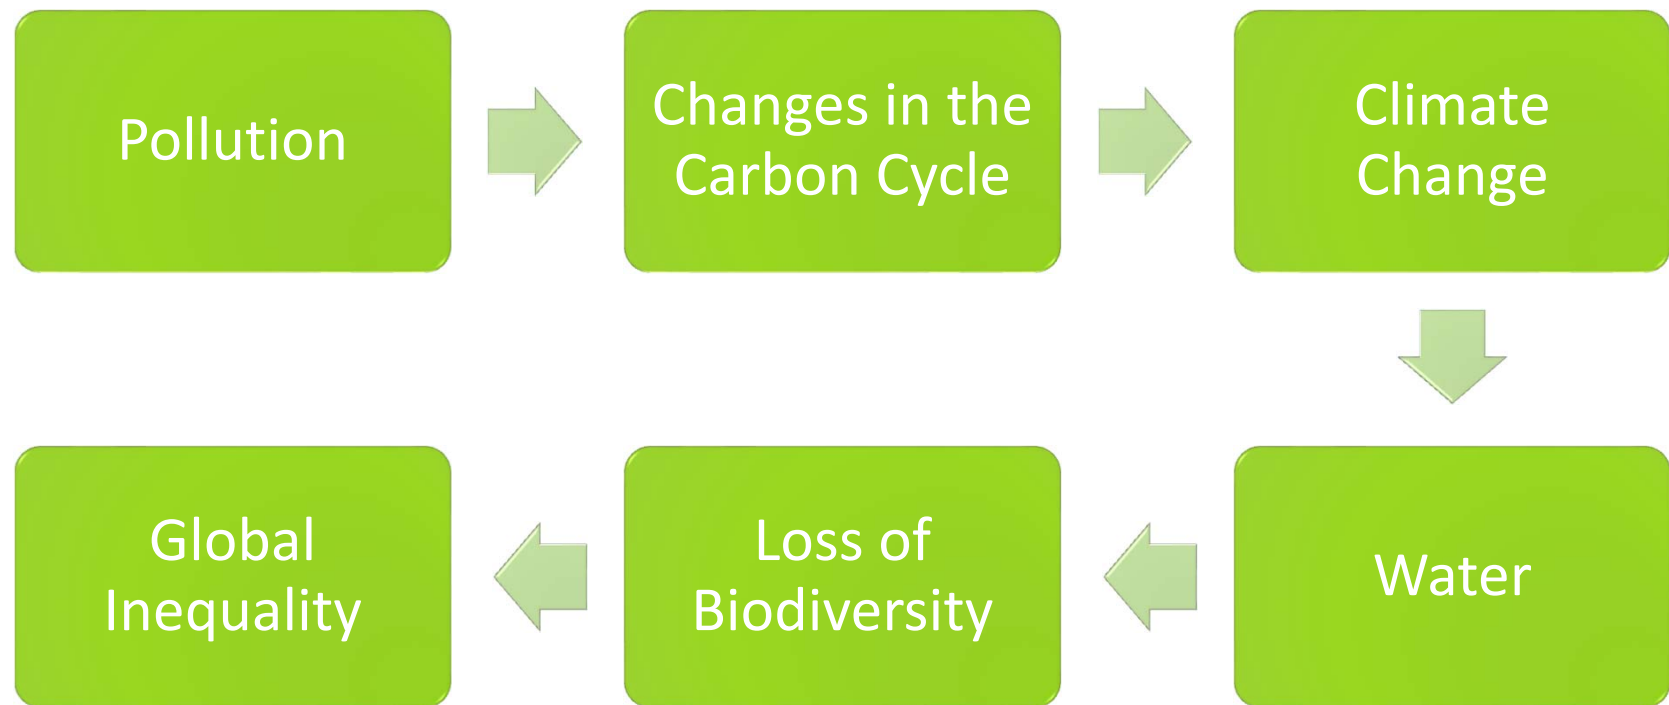 Pollution
Changes in the
Carbon Cycle
Climate
Change
Water
Loss of
Biodiversity
Global
Inequality